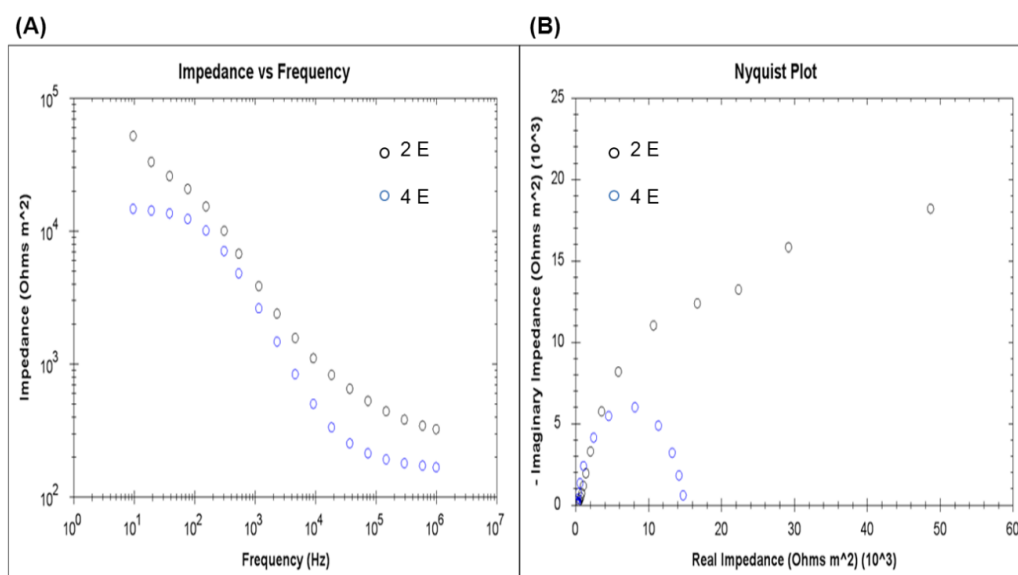 (A)
Impedance vs Frequency
Impedance (Ohms m^2)
10^5
10^4
10^3
10^2
2 E
4 E
10^0 10^1 10^2 10^3 10^4 10^5 10^6 10^7
Frequency (Hz)
(B)
Nyquist Plot
- Imaginary Impedance (Ohms m^2) (10^3)
25
20
15
10
5
0
2 E
4 E
0 10 20 30 40 50 60
Real Impedance (Ohms m^2) (10^3)